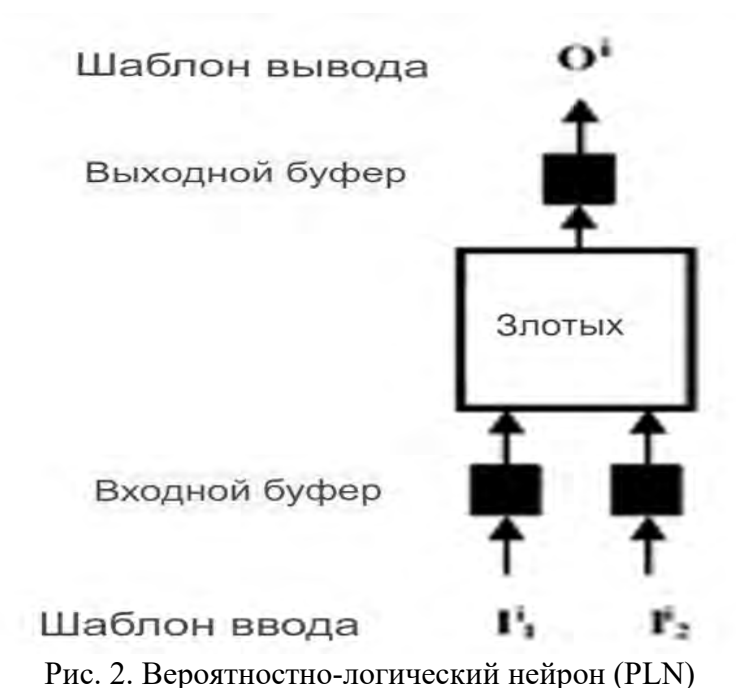 Шаблон вывода Oⁱ
Выходной буфер
Злотых
Входной буфер
Шаблон ввода Iⁱ₁ Iⁱ₂
Рис. 2. Вероятностно-логический нейрон (PLN)